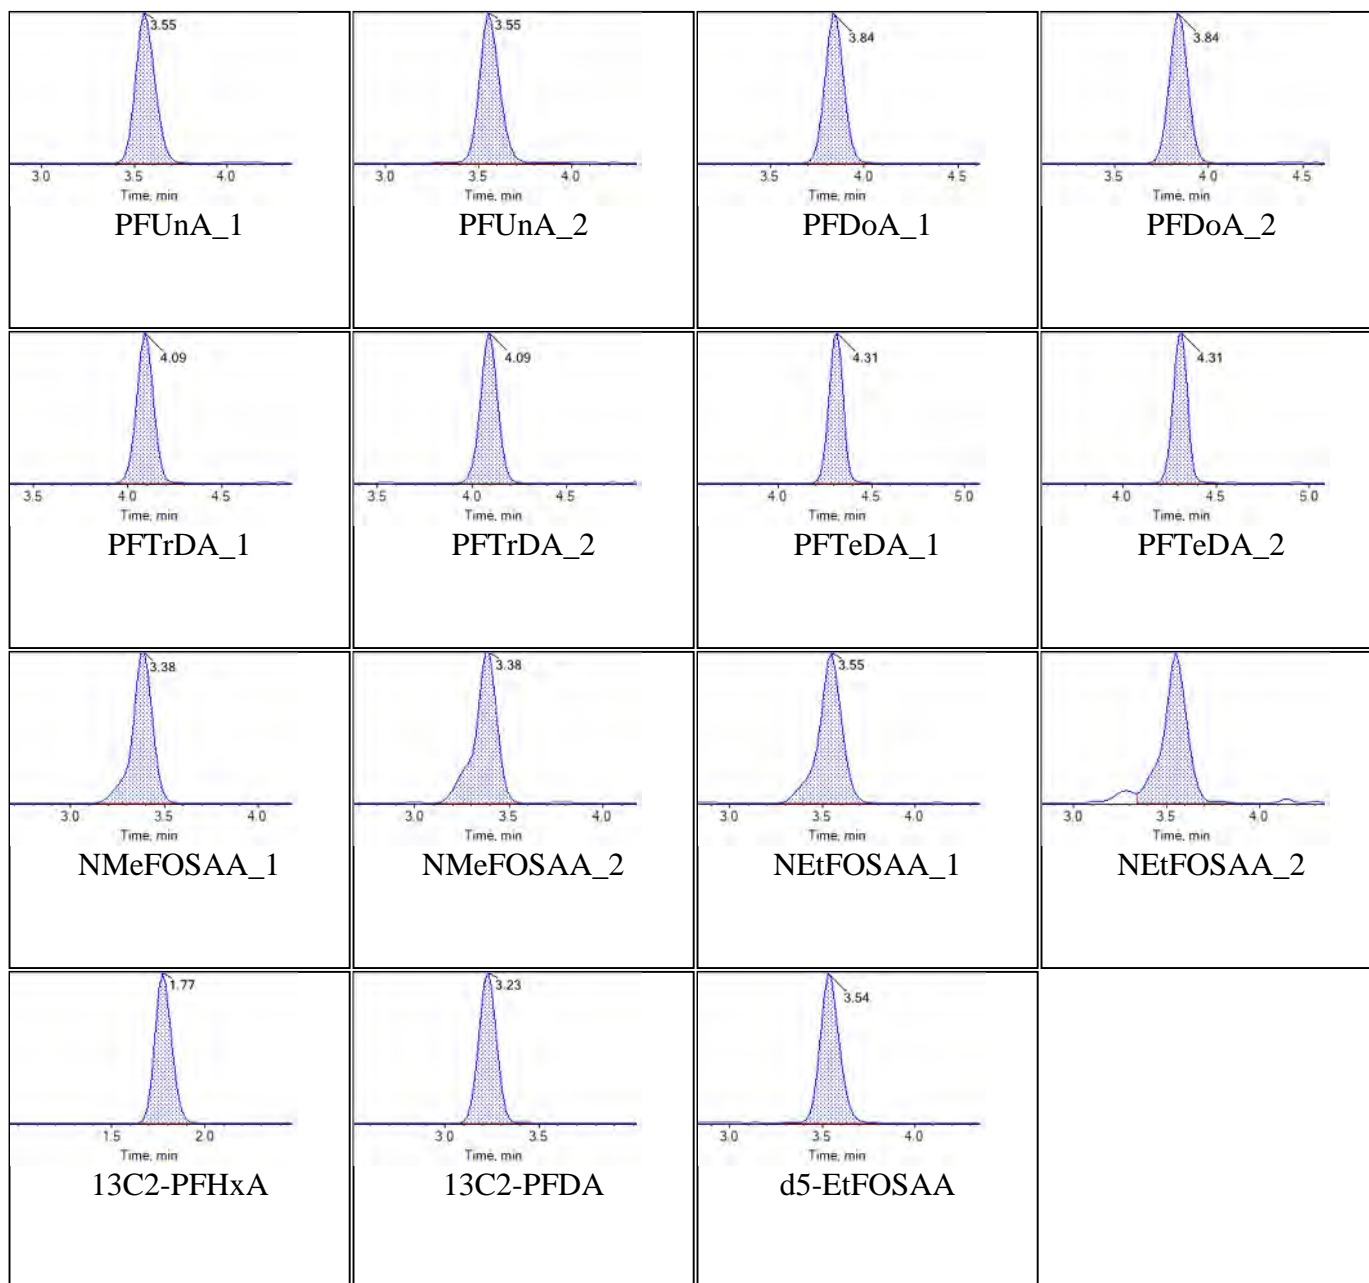 3.55
3.0 3.5 4.0
Time, min
PFUnA_1
3.55
3.0 3.5 4.0
Time, min
PFUnA_2
3.84
3.5 4.0 4.5
Time, min
PFDoA_1
3.84
3.5 4.0 4.5
Time, min
PFDoA_2
4.09
3.5 4.0 4.5
Time, min
PFTrDA_1
4.09
3.5 4.0 4.5
Time, min
PFTrDA_2
4.31
4.0 4.5 5.0
Time, min
PFTeDA_1
4.31
4.0 4.5 5.0
Time, min
PFTeDA_2
3.38
3.0 3.5 4.0
Time, min
NMeFOSAA_1
3.38
3.0 3.5 4.0
Time, min
NMeFOSAA_2
3.55
3.0 3.5 4.0
Time, min
NEtFOSAA_1
3.0 3.5 4.0
Time, min
NEtFOSAA_2
1.77
1.5 2.0
Time, min
13C2-PFHxA
3.23
3.0 3.5
Time, min
13C2-PFDA
3.54
3.0 3.5 4.0
Time, min
d5-EtFOSAA